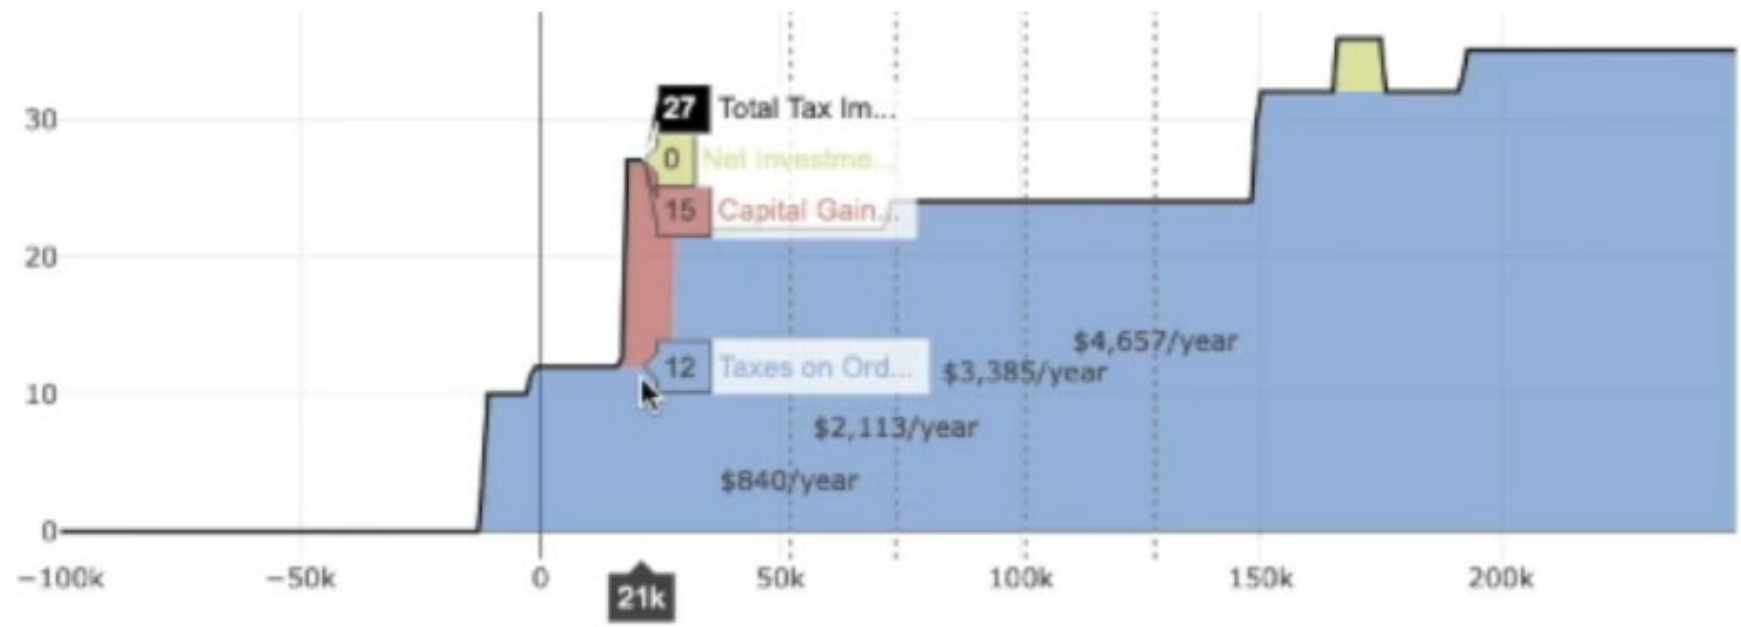 30
20
10
0
27 Total Tax Im...
0 Net investme...
15 Capital Gain...
12 Taxes on Ord...
$4,657/year
$3,385/year
$2,113/year
$840/year
−100k −50k 0 50k 100k 150k 200k
21k